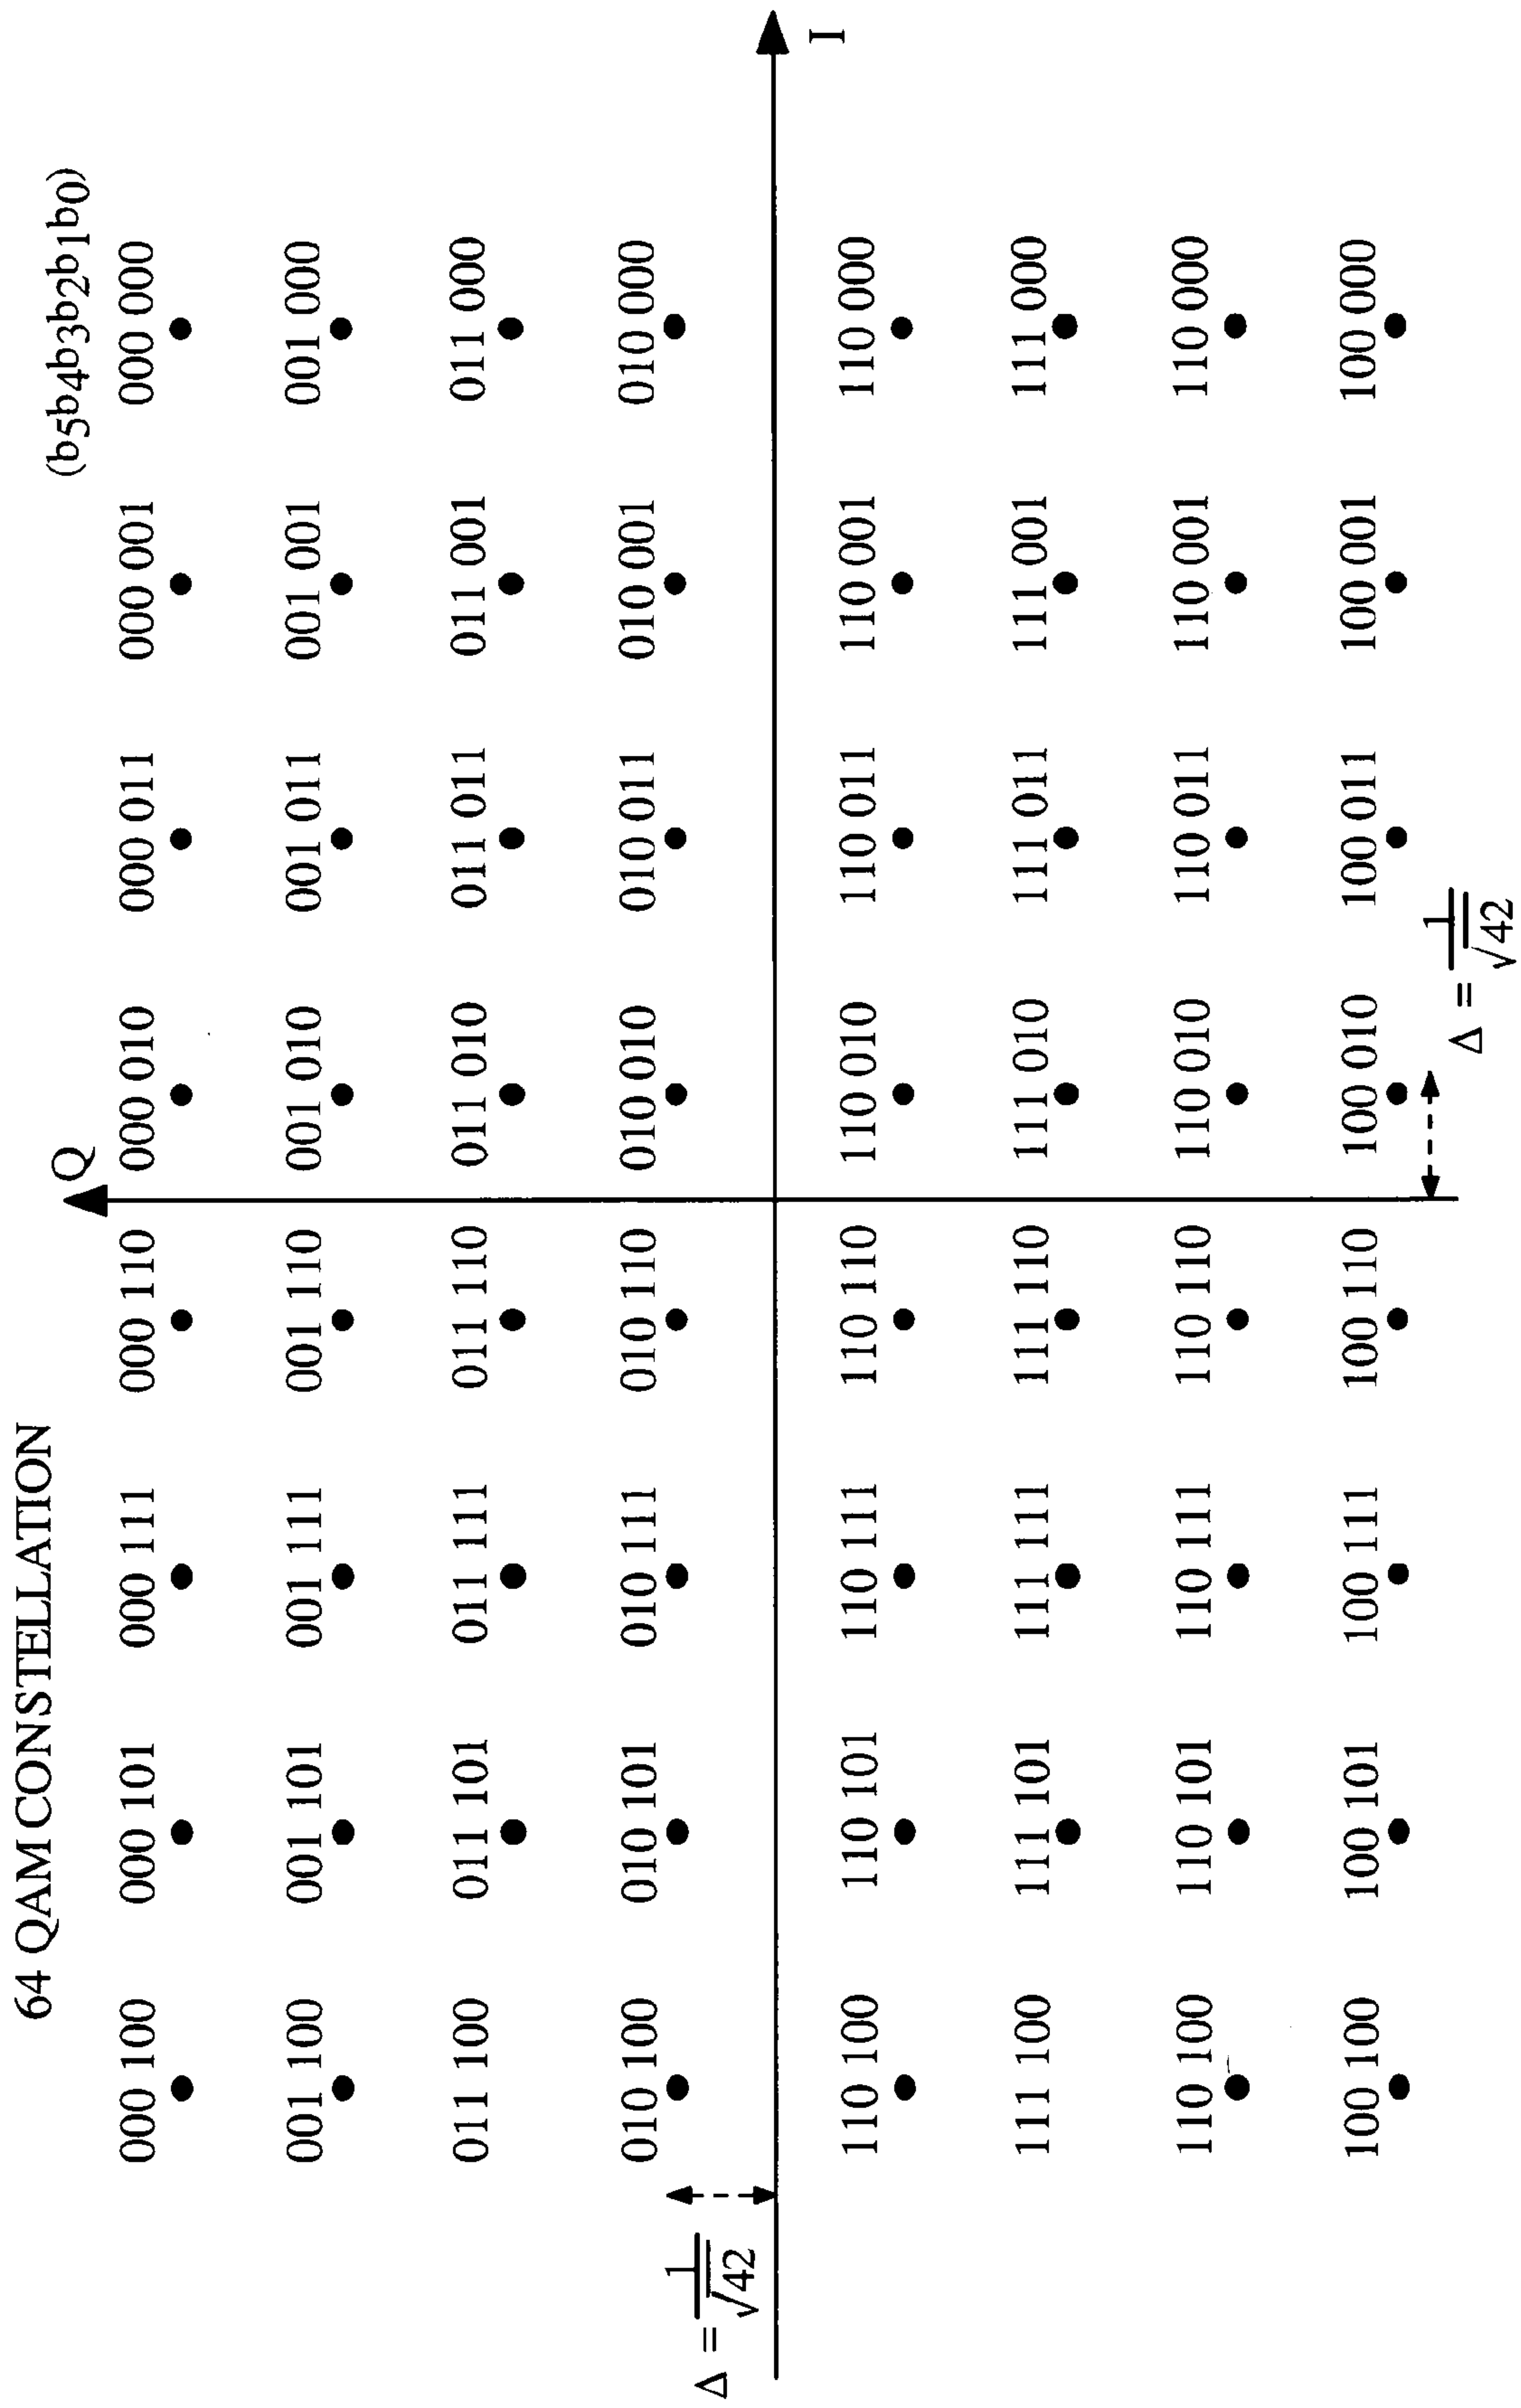 64 QAM CONSTELLATION
(b5b4b3b2b1b0)
Q
000 100 000 101 000 111 000 110 000 010 000 011 000 001 000 000
001 100 001 101 001 111 001 110 001 010 001 011 001 001 001 000
011 100 011 101 011 111 011 110 011 010 011 011 011 001 011 000
010 100 010 101 010 111 010 110 010 010 010 011 010 001 010 000
Δ = 1/√42
I
110 100 110 101 110 111 110 110 110 010 110 011 110 001 110 000
111 100 111 101 111 111 111 110 111 010 111 011 111 001 111 000
110 100 110 101 110 111 110 110 110 010 110 011 110 001 110 000
100 100 100 101 100 111 100 110 100 010 100 011 100 001 100 000
Δ = 1/√42